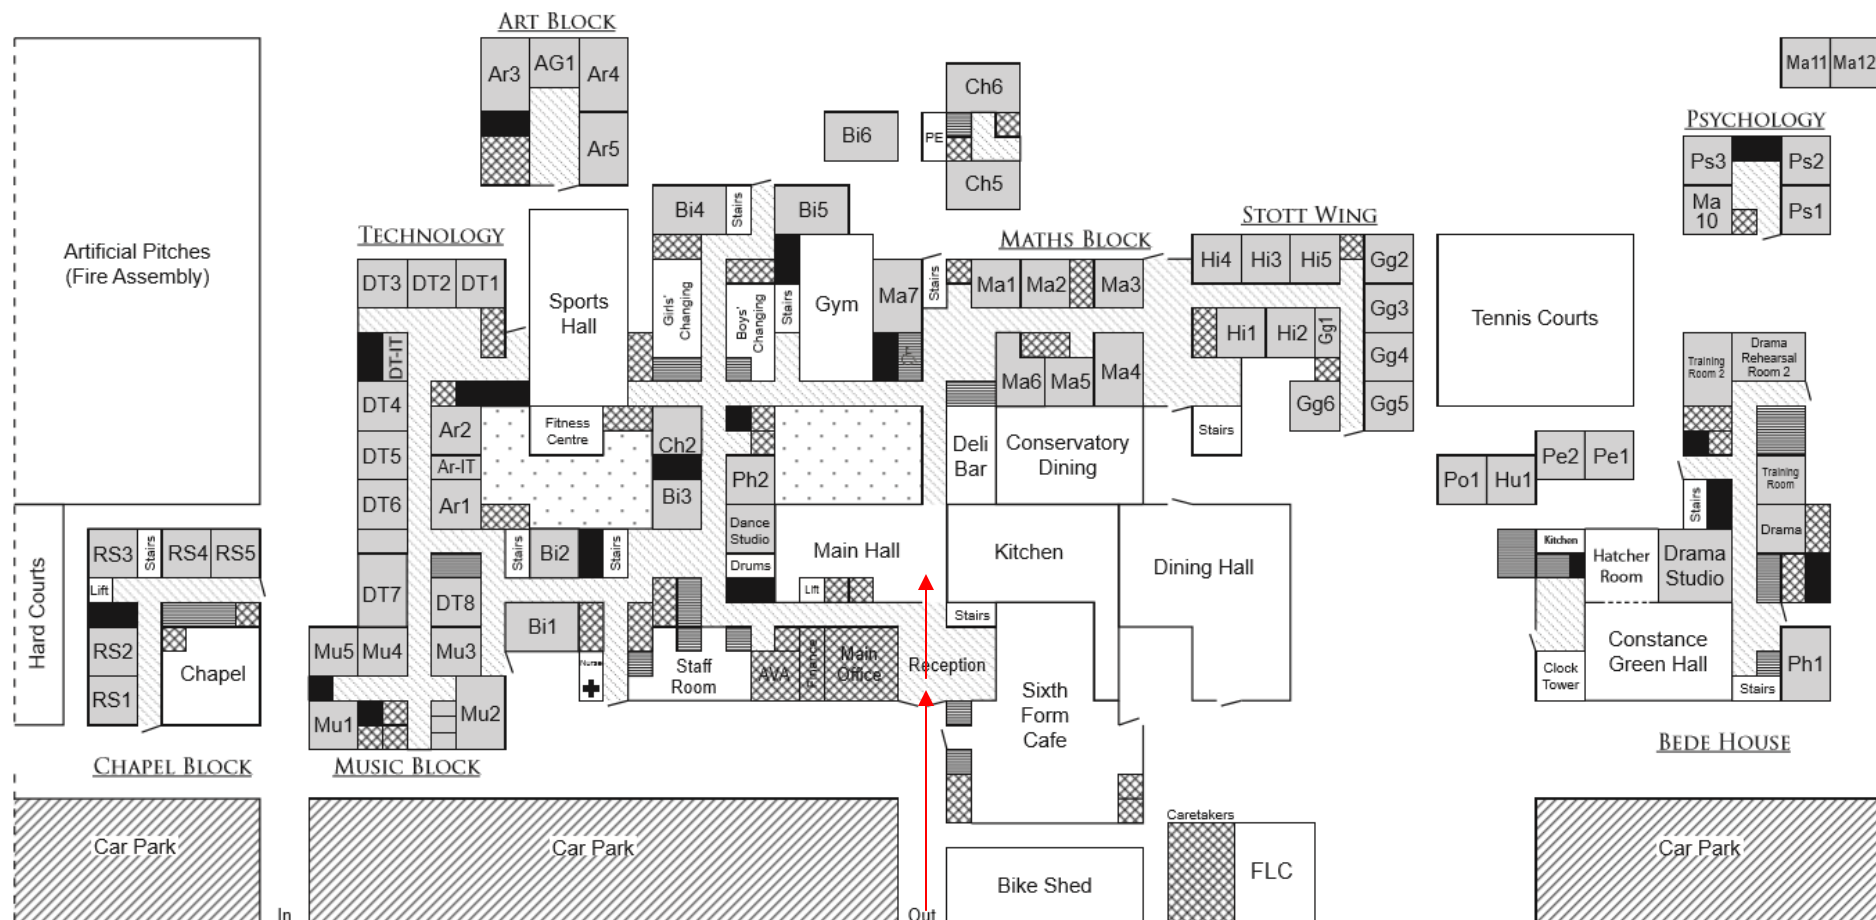 ART BLOCK
Ar3
AG1
Ar4
Ar5
Ch6
PE
Ch5
Bi6
Ma11
Ma12
PSYCHOLOGY
Ps3
Ps2
Ma
10
Ps1
Artificial Pitches
(Fire Assembly)
TECHNOLOGY
DT3
DT2
DT1
DT-IT
DT4
DT5
DT6
DT7
Ar2
Ar-IT
Ar1
DT8
Sports
Hall
Fitness
Centre
Bi4
Stairs
Bi5
Girls'
Changing
Boys'
Changing
Stairs
Gym
Ma7
Stairs
MATHS BLOCK
Ma1
Ma2
Ma3
Ma6
Ma5
Ma4
STOTT WING
Hi4
Hi3
Hi5
Gg2
Gg3
Hi1
Hi2
Gg1
Gg4
Gg6
Gg5
Stairs
Tennis Courts
Training
Room 2
Drama
Rehearsal
Room 2
Ch2
Bi3
Ph2
Dance
Studio
Drums
Deli
Bar
Conservatory
Dining
Main Hall
Lift
Kitchen
Dining Hall
Stairs
Po1
Hu1
Pe2
Pe1
Training
Room
Stairs
Drama
Kitchen
Hatcher
Room
Drama
Studio
Constance
Green Hall
Clock
Tower
Stairs
Ph1
BEDE HOUSE
Hard Courts
RS3
Stairs
RS4
RS5
Lift
RS2
RS1
Chapel
CHAPEL BLOCK
Stairs
Bi2
Stairs
Bi1
Nurse
Mu5
Mu4
Mu3
Mu1
Mu2
MUSIC BLOCK
Staff
Room
AVA
Finance
Main
Office
Reception
Sixth
Form
Cafe
Car Park
In
Car Park
Out
Bike Shed
Caretakers
FLC
Car Park